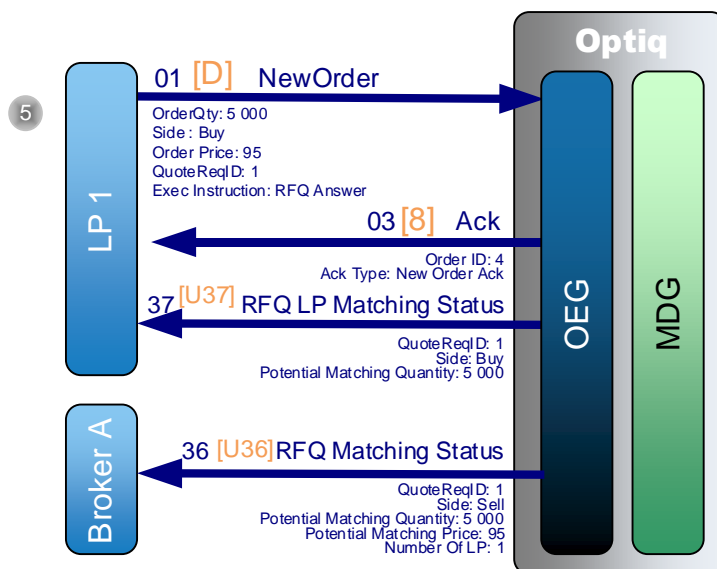 Optiq
01 [D] NewOrder
5
OrderQty: 5 000
Side : Buy
Order Price: 95
QuoteReqID: 1
Exec Instruction: RFQ Answer
LP 1
03 [8] Ack
Order ID: 4
Ack Type: New Order Ack
37 [U37] RFQ LP Matching Status
QuoteReqID: 1
Side: Buy
Potential Matching Quantity: 5 000
OEG
MDG
Broker A
36 [U36] RFQ Matching Status
QuoteReqID: 1
Side: Sell
Potential Matching Quantity: 5 000
Potential Matching Price: 95
Number Of LP: 1